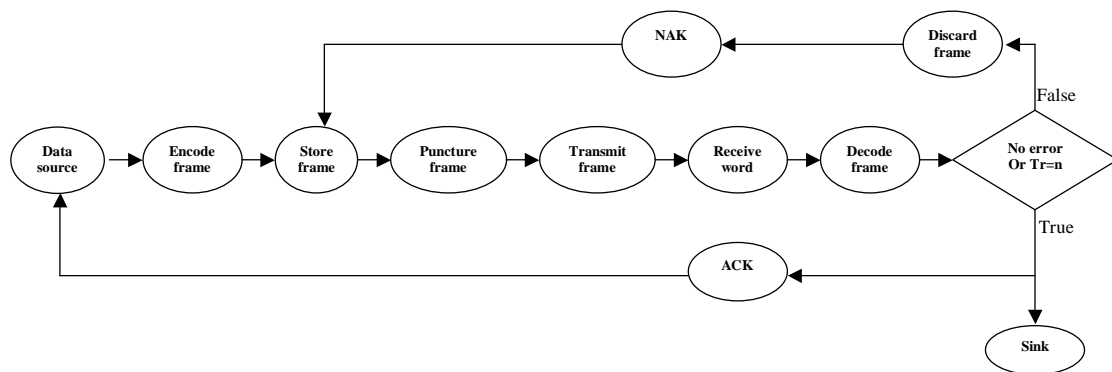 NAK
Discard
frame
False
Data
source
Encode
frame
Store
frame
Puncture
frame
Transmit
frame
Receive
word
Decode
frame
No error
Or Tr=n
True
ACK
Sink